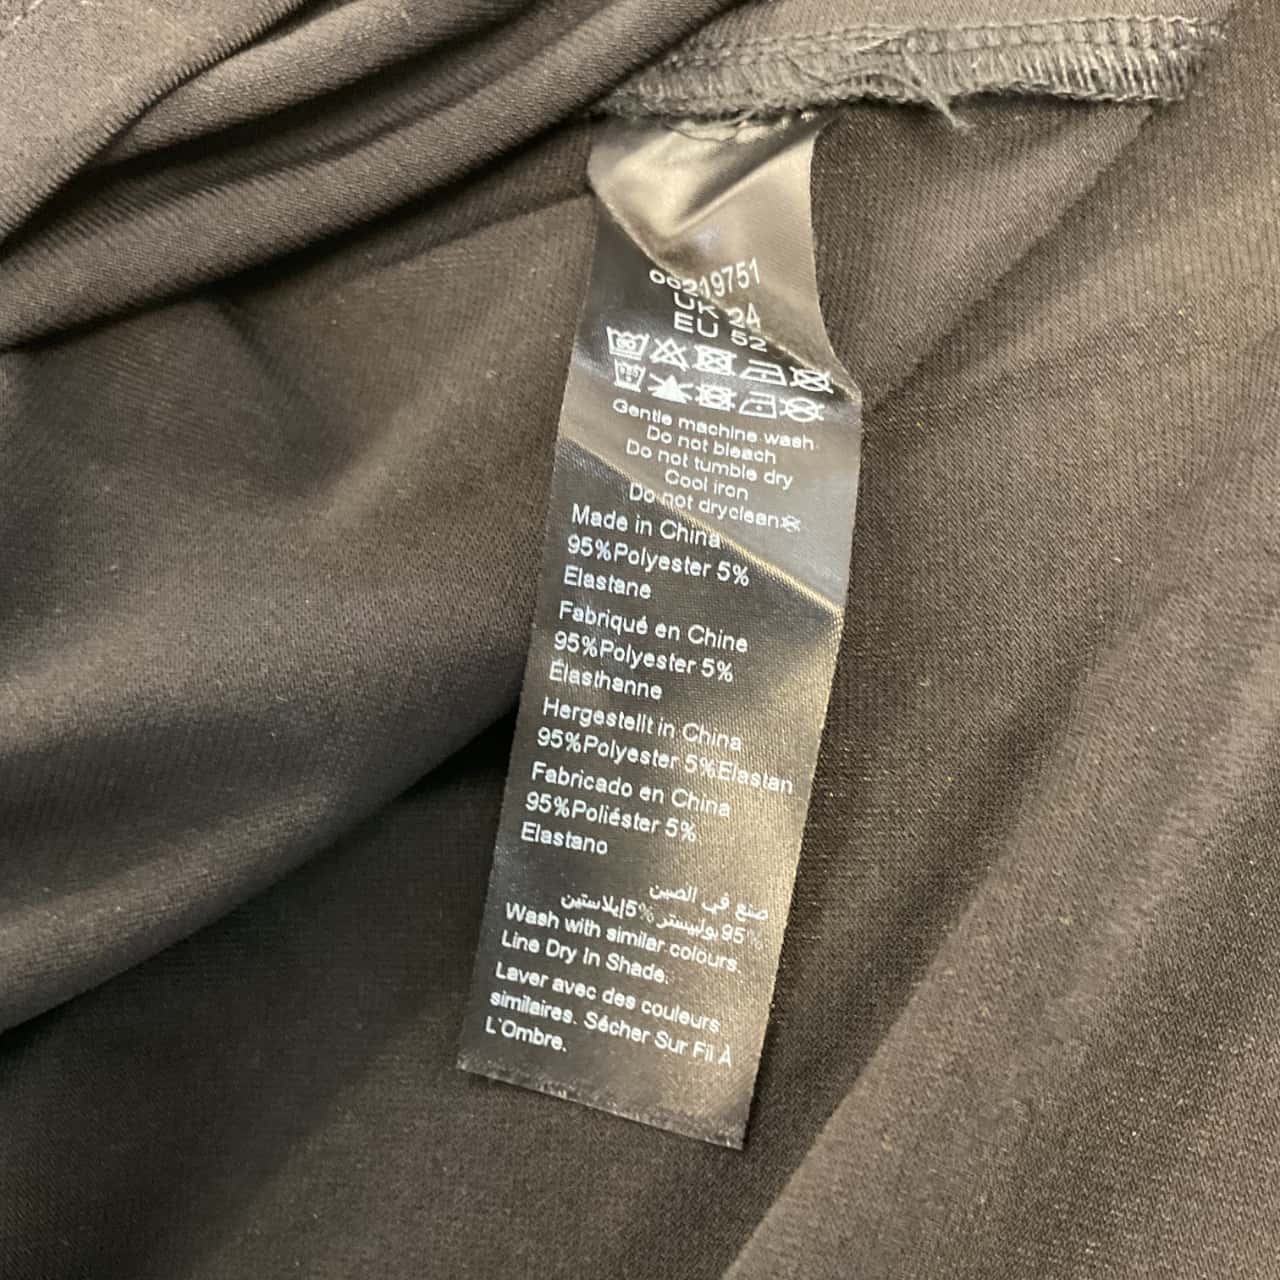 06219751
UK 24
EU 52
Gentle machine wash
Do not bleach
Do not tumble dry
Cool iron
Do not dryclean
Made in China
95%Polyester 5%
Elastane
Fabriqué en Chine
95%Polyester 5%
Élasthanne
Hergestellt in China
95%Polyester 5%Elastan
Fabricado en China
95%Poliéster 5%
Elastano
صنع في الصين
95%بوليستر 5%إيلاستين
Wash with similar colours.
Line Dry In Shade.
Laver avec des couleurs
similaires. Sécher Sur Fil À
L`Ombre.